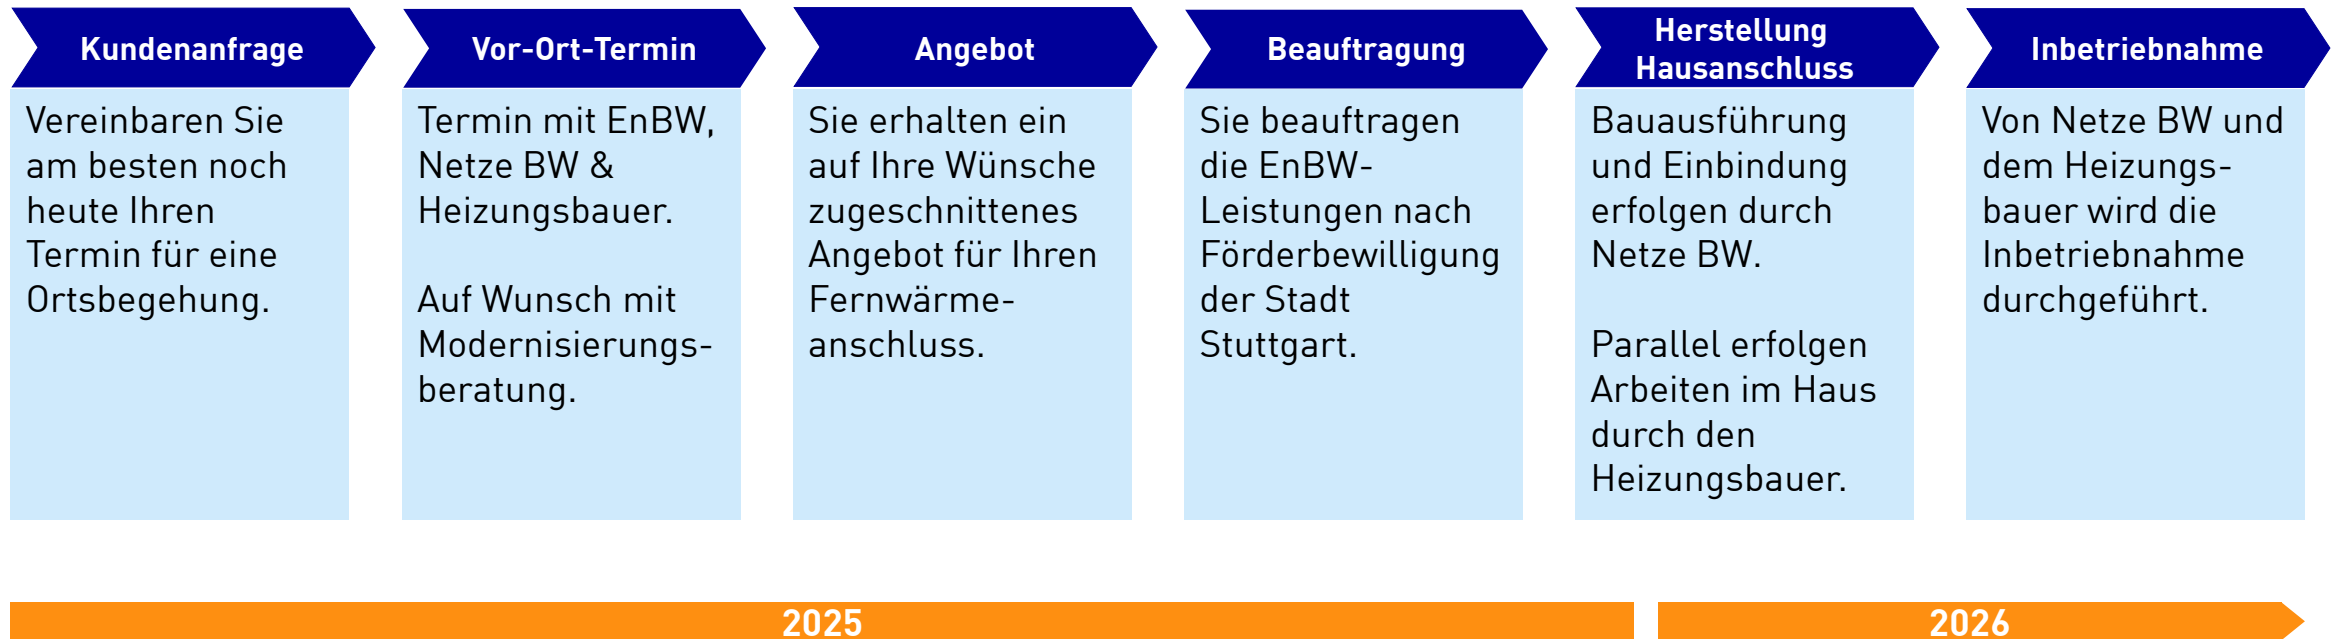 Kundenanfrage
Vereinbaren Sie
am besten noch
heute Ihren
Termin für eine
Ortsbegehung.
Vor-Ort-Termin
Termin mit EnBW,
Netze BW &
Heizungsbauer.
Auf Wunsch mit
Modernisierungs-
beratung.
Angebot
Sie erhalten ein
auf Ihre Wünsche
zugeschnittenes
Angebot für Ihren
Fernwärme-
anschluss.
Beauftragung
Sie beauftragen
die EnBW-
Leistungen nach
Förderbewilligung
der Stadt
Stuttgart.
Herstellung
Hausanschluss
Bauausführung
und Einbindung
erfolgen durch
Netze BW.
Parallel erfolgen
Arbeiten im Haus
durch den
Heizungsbauer.
Inbetriebnahme
Von Netze BW und
dem Heizungs-
bauer wird die
Inbetriebnahme
durchgeführt.
2025
2026